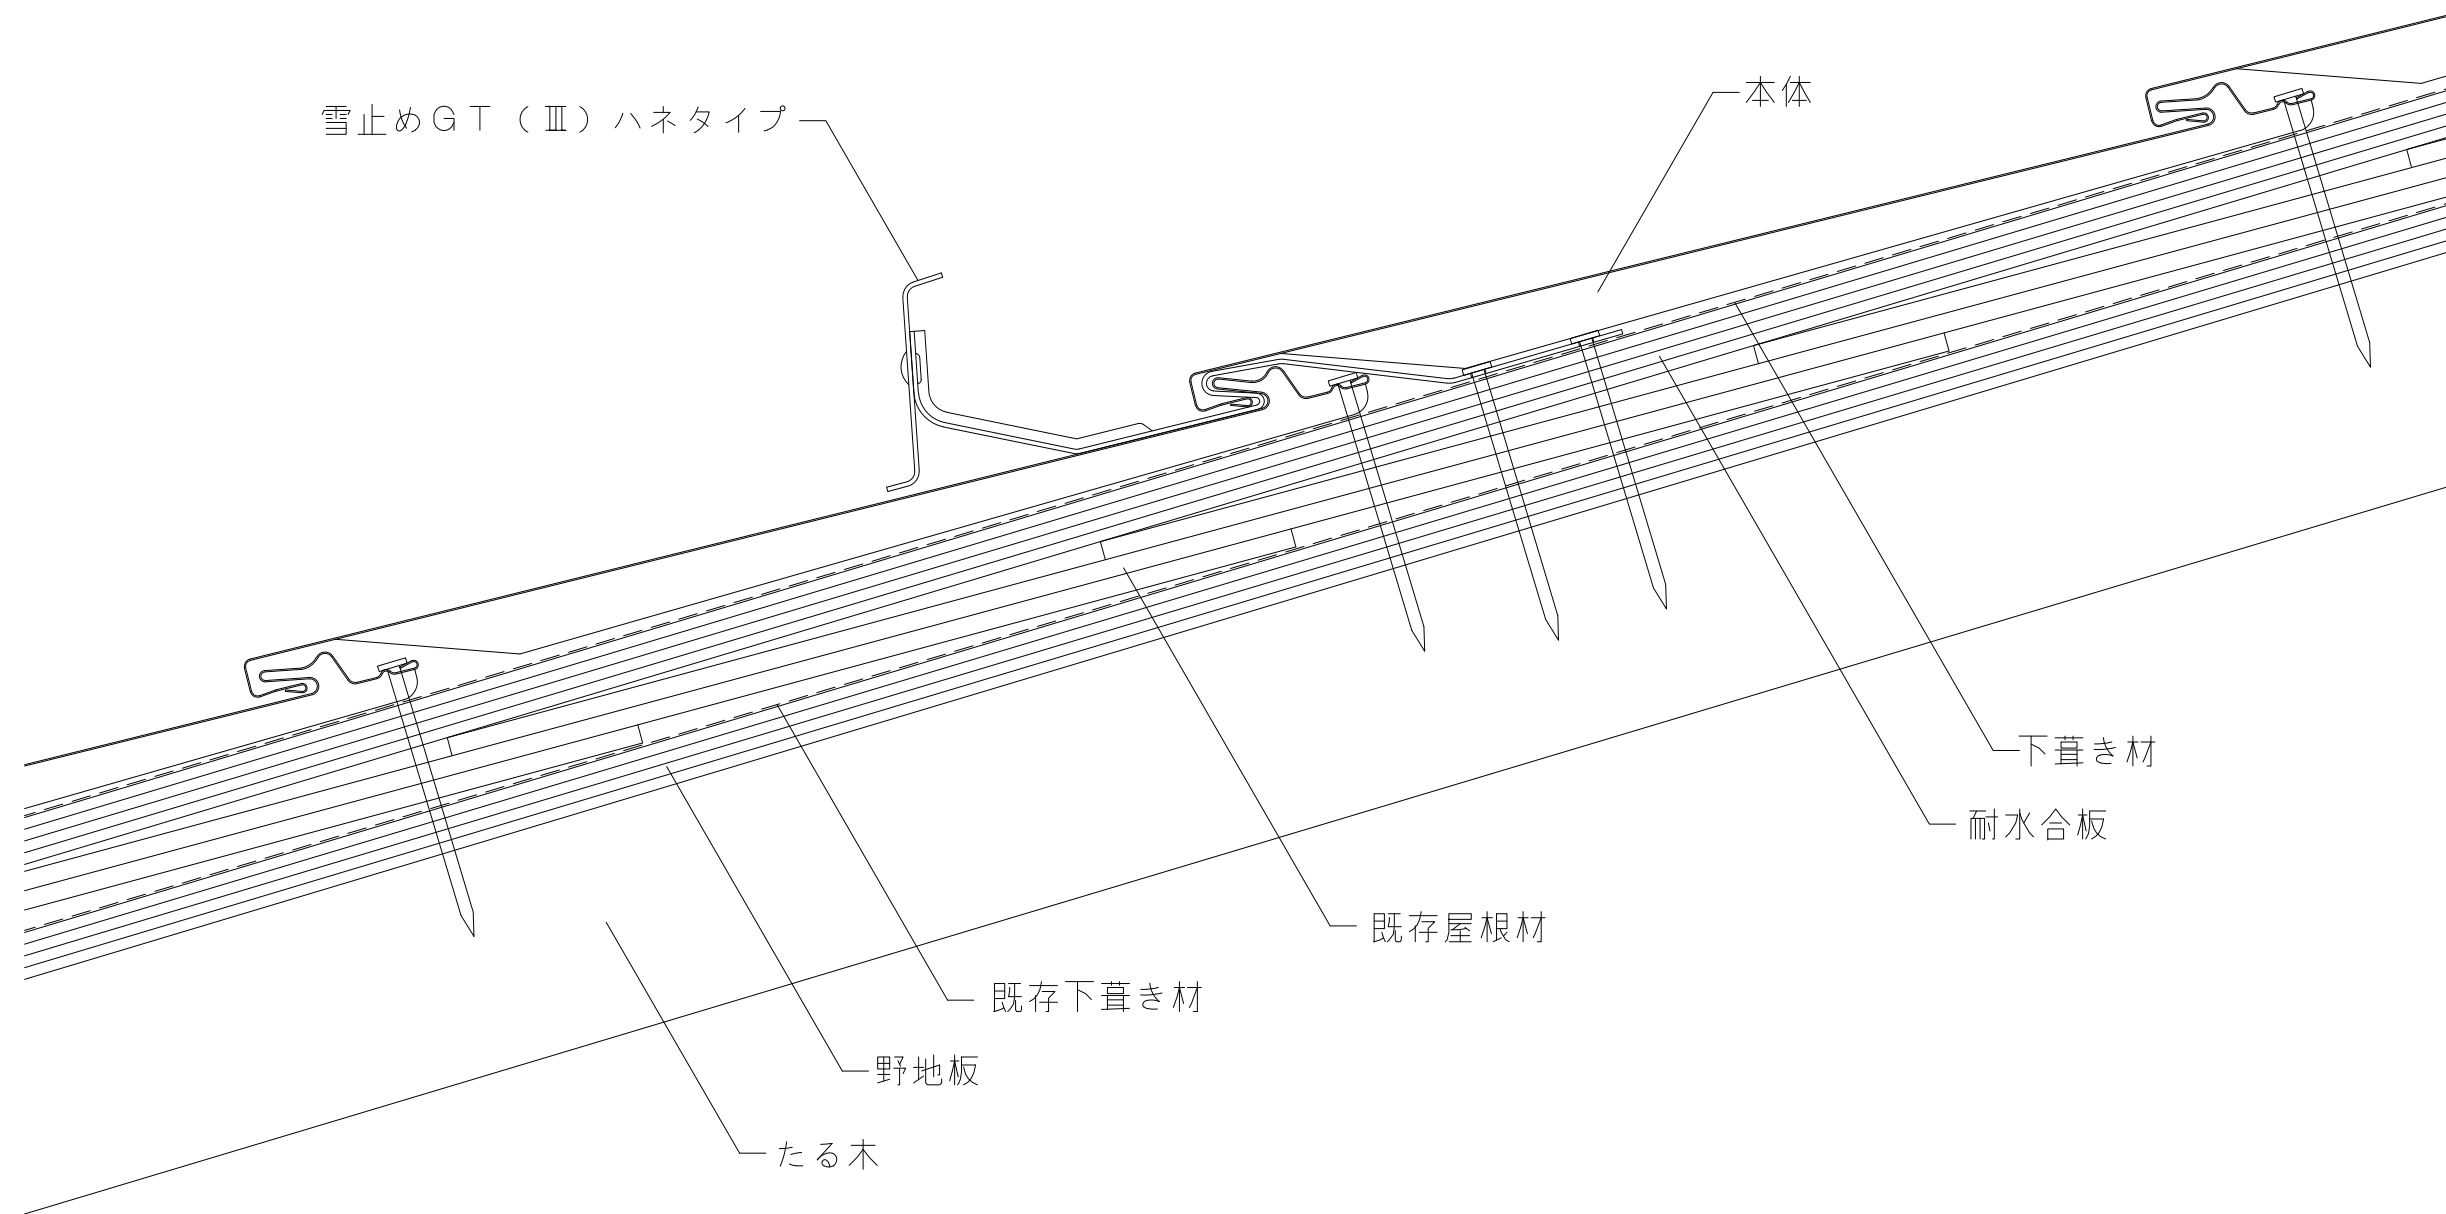 本体
雪止めＧＴ（Ⅲ）ハネタイプ
下葺き材
耐水合板
既存屋根材
既存下葺き材
野地板
たる木